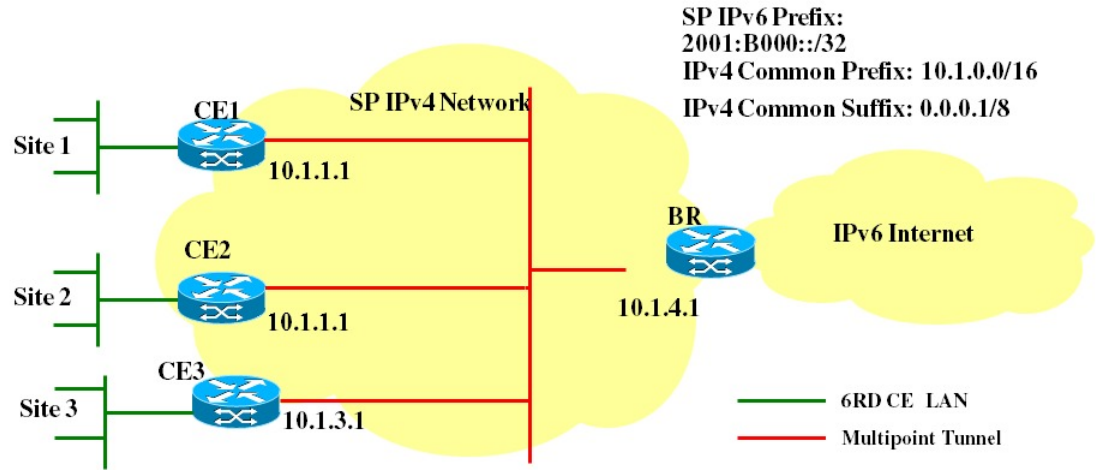 SP IPv6 Prefix:
2001:B000::/32
IPv4 Common Prefix: 10.1.0.0/16
IPv4 Common Suffix: 0.0.0.1/8
SP IPv4 Network
CE1
Site 1
10.1.1.1
BR
IPv6 Internet
CE2
Site 2
10.1.1.1
10.1.4.1
CE3
Site 3
10.1.3.1
6RD CE LAN
Multipoint Tunnel